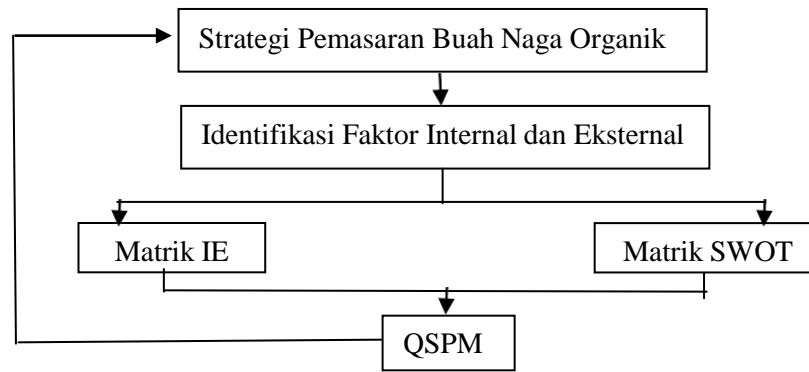 Strategi Pemasaran Buah Naga Organik
Identifikasi Faktor Internal dan Eksternal
Matrik IE
Matrik SWOT
QSPM